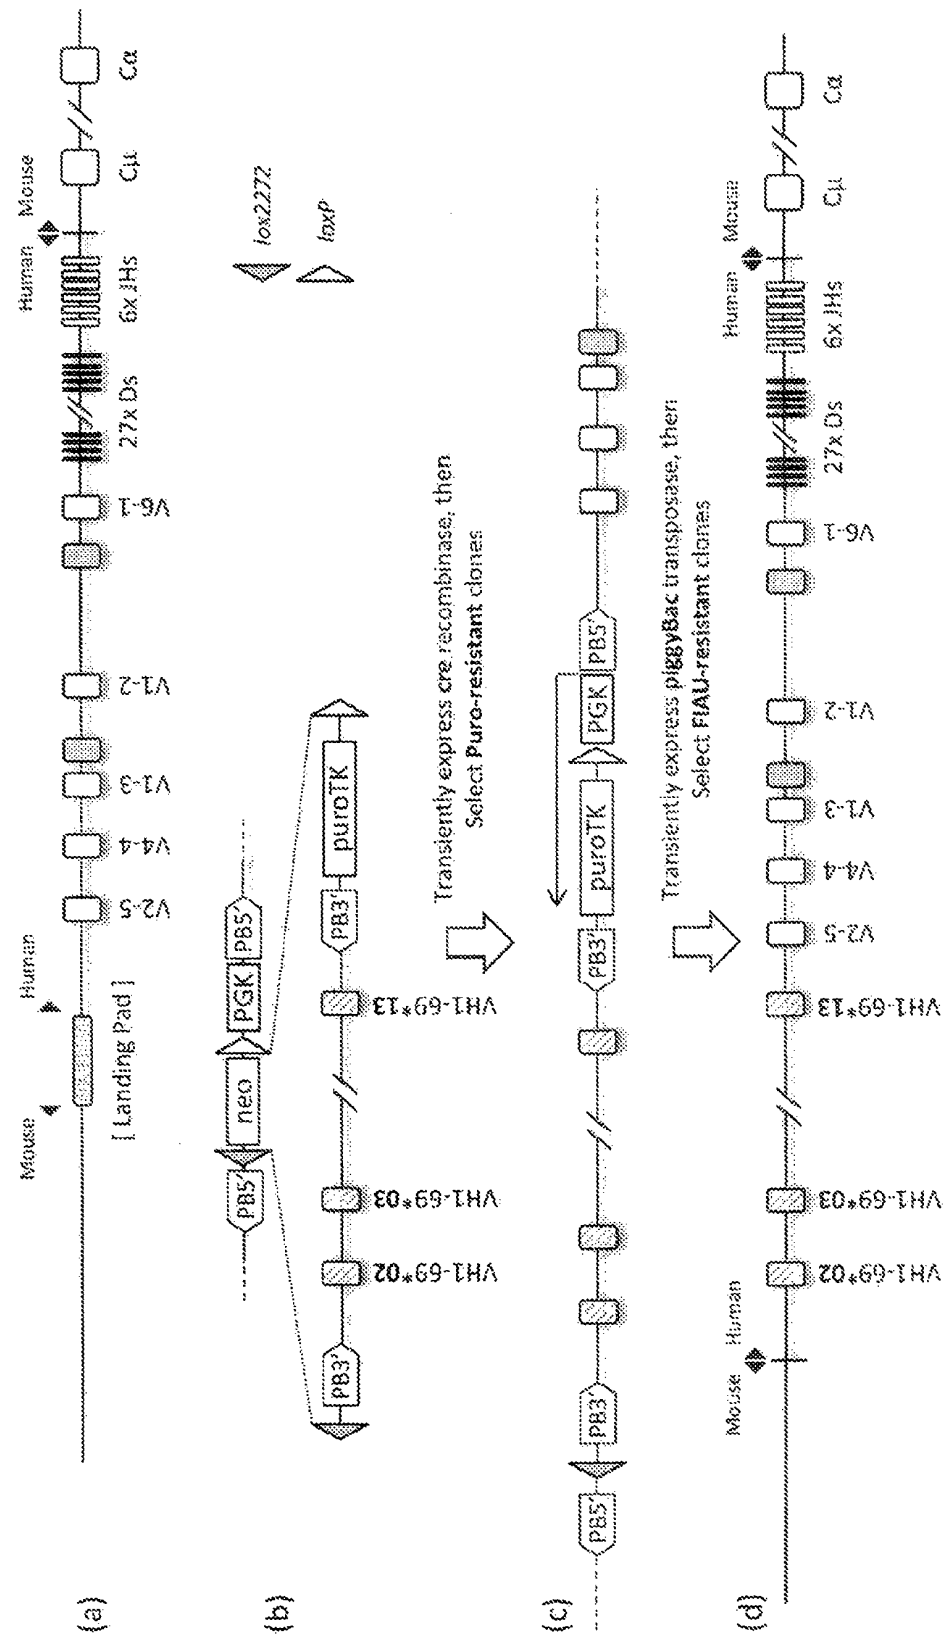 (a)
Mouse
Human
Human
Mouse
[ Landing Pad ]
V2-5
V4-4
V1-3
V1-2
V6-1
27x Ds
6x JHs
Cμ
Cα
(b)
PB5'
neo
PGK
PB5'
lox2272
loxP
PB3'
PB3'
puroTK
VH1-69*02
VH1-69*03
VH1-69*13
Transiently express cre recombinase, then
Select Puro-resistant clones
(c)
PB5'
PB3'
PB3'
puroTK
PGK
PB5'
Transiently express piggyBac transposase, then
Select FIAU-resistant clones
(d)
Mouse
Human
Human
Mouse
VH1-69*02
VH1-69*03
VH1-69*13
V2-5
V4-4
V1-3
V1-2
V6-1
27x Ds
6x JHs
Cμ
Cα